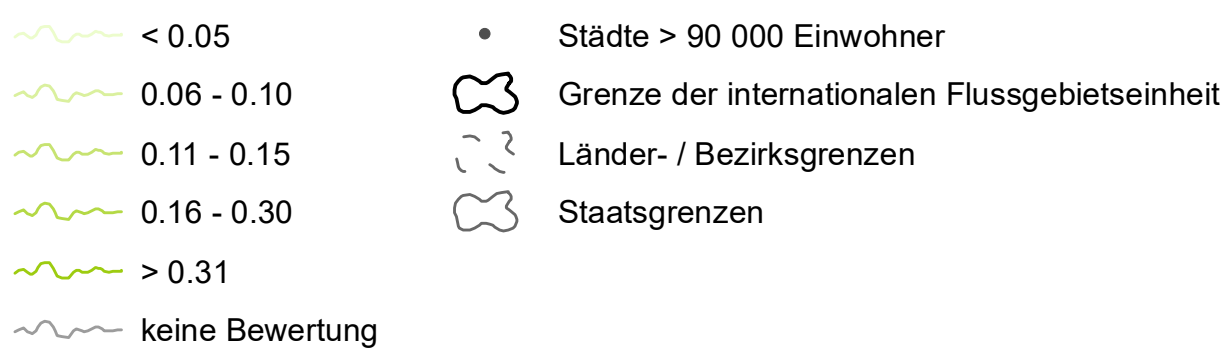 < 0.05
0.06 - 0.10
0.11 - 0.15
0.16 - 0.30
> 0.31
keine Bewertung
Städte > 90 000 Einwohner
Grenze der internationalen Flussgebietseinheit
Länder- / Bezirksgrenzen
Staatsgrenzen